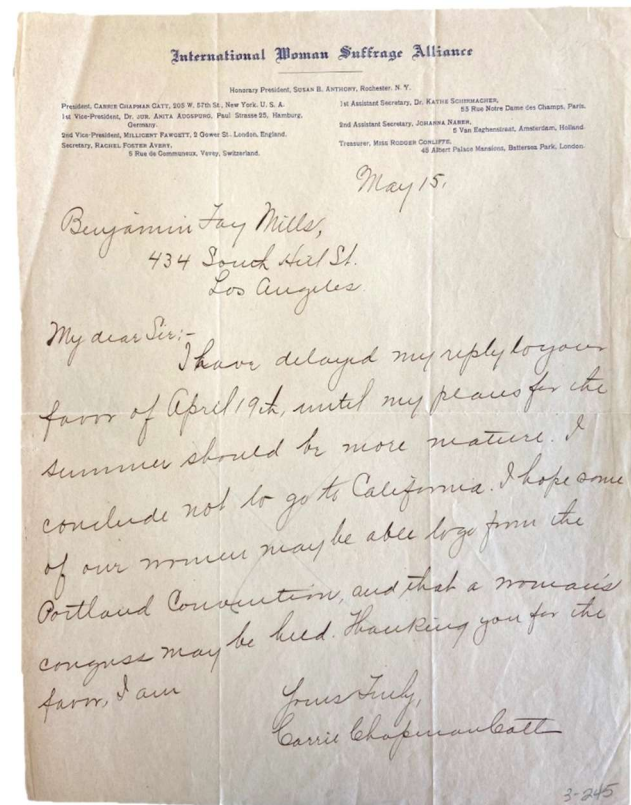 International Woman Suffrage Alliance
Honorary President, SUSAN B. ANTHONY, Rochester, N. Y.
President, CARRIE CHAPMAN CATT, 205 W. 57th St., New York, U. S. A.
1st Vice-President, Dr. JUR. ANITA AUGSPURG, Paul Strasse 25, Hamburg,
Germany.
2nd Vice-President, MILLICENT FAWCETT, 2 Gower St., London, England.
Secretary, RACHEL FOSTER AVERY,
5 Rue de Communeux, Vevey, Switzerland.
1st Assistant Secretary, Dr. KATHE SCHIRMACHER,
53 Rue Notre Dame des Champs, Paris.
2nd Assistant Secretary, JOHANNA NABER,
5 Van Eaghenstraat, Amsterdam, Holland.
Treasurer, MISS RODGER CUNLIFFE,
48 Albert Palace Mansions, Battersea Park, London.
May 15,
Benjamin Fay Mills,
434 South Hill St.
Los Angeles.
My dear Sir:-
I have delayed my reply to your
favor of April 19th, until my plans for the
summer should be more mature. I
conclude not to go to California. I hope some
of our women may be able to go from the
Portland Convention, and that a woman's
congress may be held. Thanking you for the
favor, I am
Yours Truly,
Carrie Chapman Catt
3-245